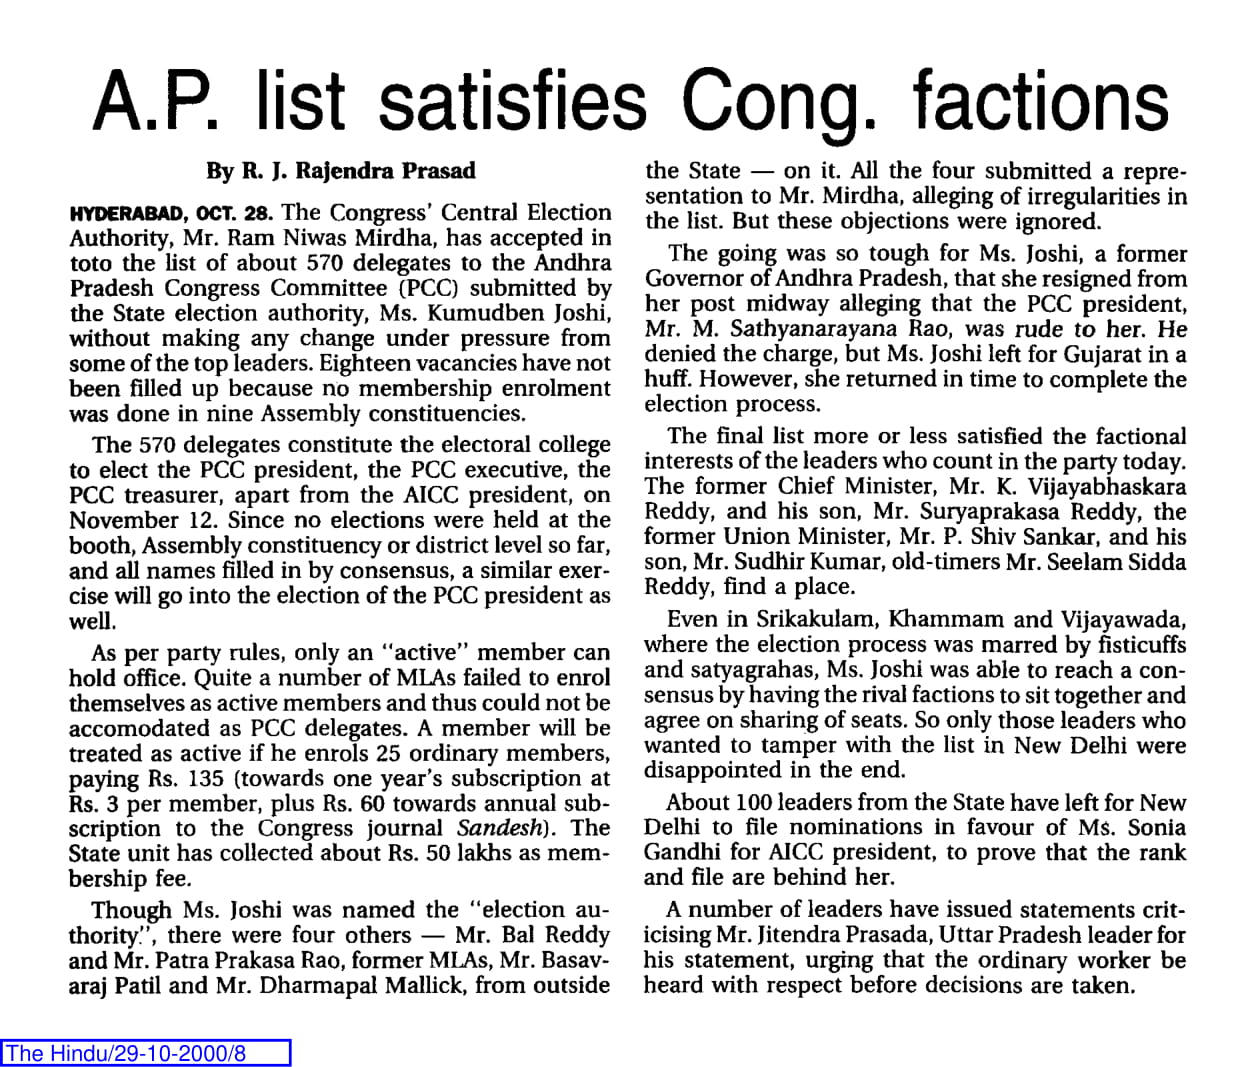 A.P. list satisfies Cong. factions
By R. J. Rajendra Prasad
HYDERABAD, OCT. 28. The Congress' Central Election
Authority, Mr. Ram Niwas Mirdha, has accepted in
toto the list of about 570 delegates to the Andhra
Pradesh Congress Committee (PCC) submitted by
the State election authority, Ms. Kumudben Joshi,
without making any change under pressure from
some of the top leaders. Eighteen vacancies have not
been filled up because no membership enrolment
was done in nine Assembly constituencies.
The 570 delegates constitute the electoral college
to elect the PCC president, the PCC executive, the
PCC treasurer, apart from the AICC president, on
November 12. Since no elections were held at the
booth, Assembly constituency or district level so far,
and all names filled in by consensus, a similar exer-
cise will go into the election of the PCC president as
well.
As per party rules, only an "active" member can
hold office. Quite a number of MLAs failed to enrol
themselves as active members and thus could not be
accomodated as PCC delegates. A member will be
treated as active if he enrols 25 ordinary members,
paying Rs. 135 (towards one year's subscription at
Rs. 3 per member, plus Rs. 60 towards annual sub-
scription to the Congress journal Sandesh). The
State unit has collected about Rs. 50 lakhs as mem-
bership fee.
Though Ms. Joshi was named the "election au-
thority", there were four others — Mr. Bal Reddy
and Mr. Patra Prakasa Rao, former MLAs, Mr. Basav-
araj Patil and Mr. Dharmapal Mallick, from outside
the State — on it. All the four submitted a repre-
sentation to Mr. Mirdha, alleging of irregularities in
the list. But these objections were ignored.
The going was so tough for Ms. Joshi, a former
Governor of Andhra Pradesh, that she resigned from
her post midway alleging that the PCC president,
Mr. M. Sathyanarayana Rao, was rude to her. He
denied the charge, but Ms. Joshi left for Gujarat in a
huff. However, she returned in time to complete the
election process.
The final list more or less satisfied the factional
interests of the leaders who count in the party today.
The former Chief Minister, Mr. K. Vijayabhaskara
Reddy, and his son, Mr. Suryaprakasa Reddy, the
former Union Minister, Mr. P. Shiv Sankar, and his
son, Mr. Sudhir Kumar, old-timers Mr. Seelam Sidda
Reddy, find a place.
Even in Srikakulam, Khammam and Vijayawada,
where the election process was marred by fisticuffs
and satyagrahas, Ms. Joshi was able to reach a con-
sensus by having the rival factions to sit together and
agree on sharing of seats. So only those leaders who
wanted to tamper with the list in New Delhi were
disappointed in the end.
About 100 leaders from the State have left for New
Delhi to file nominations in favour of Ms. Sonia
Gandhi for AICC president, to prove that the rank
and file are behind her.
A number of leaders have issued statements crit-
icising Mr. Jitendra Prasada, Uttar Pradesh leader for
his statement, urging that the ordinary worker be
heard with respect before decisions are taken.
The Hindu/29-10-2000/8